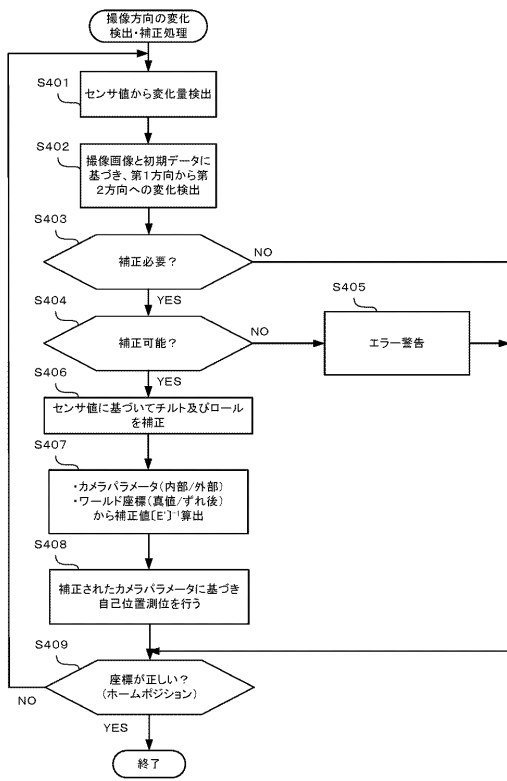 撮像方向の変化
検出・補正処理
S401
センサ値から変化量検出
S402
撮像画像と初期データに
基づき、第1方向から第
2方向への変化検出
S403
補正必要?
NO
YES
S404
補正可能?
NO
YES
S405
エラー警告
S406
センサ値に基づいてチルト及びロール
を補正
S407
・カメラパラメータ(内部/外部)
・ワールド座標(真値/ずれ後)
から補正値[E']⁻¹算出
S408
補正されたカメラパラメータに基づき
自己位置測位を行う
S409
座標が正しい?
(ホームポジション)
NO
YES
終了